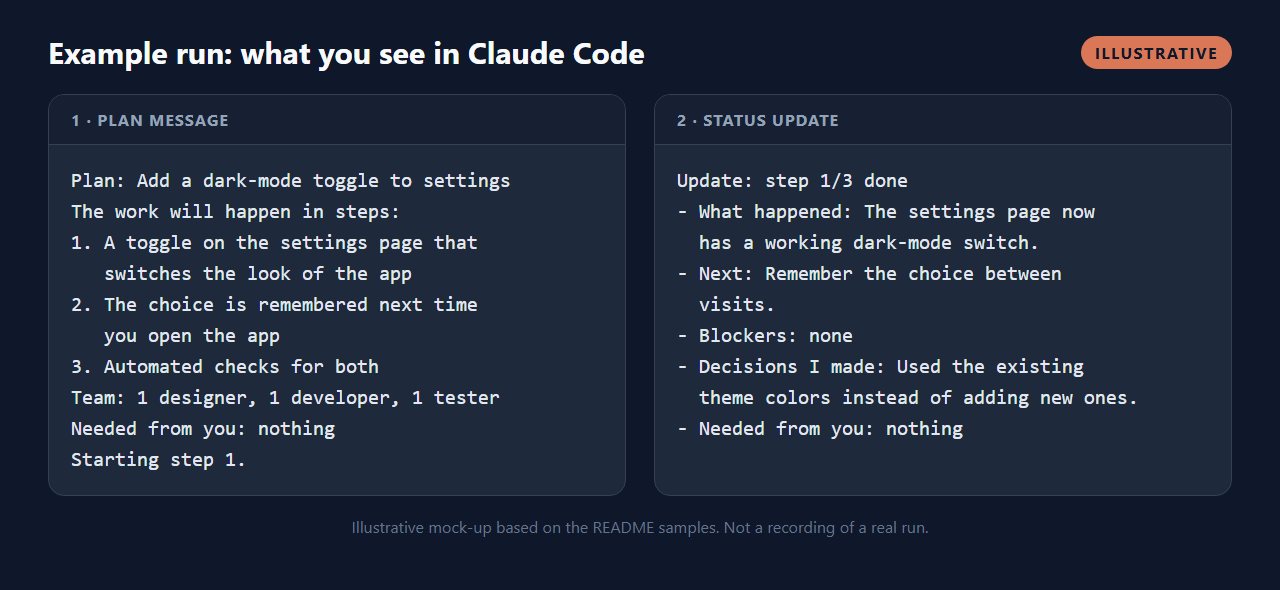 Example run: what you see in Claude Code
ILLUSTRATIVE
1 · PLAN MESSAGE
Plan: Add a dark-mode toggle to settings
The work will happen in steps:
1. A toggle on the settings page that
switches the look of the app
2. The choice is remembered next time
you open the app
3. Automated checks for both
Team: 1 designer, 1 developer, 1 tester
Needed from you: nothing
Starting step 1.
2 · STATUS UPDATE
Update: step 1/3 done
- What happened: The settings page now
has a working dark-mode switch.
- Next: Remember the choice between
visits.
- Blockers: none
- Decisions I made: Used the existing
theme colors instead of adding new ones.
- Needed from you: nothing
Illustrative mock-up based on the README samples. Not a recording of a real run.